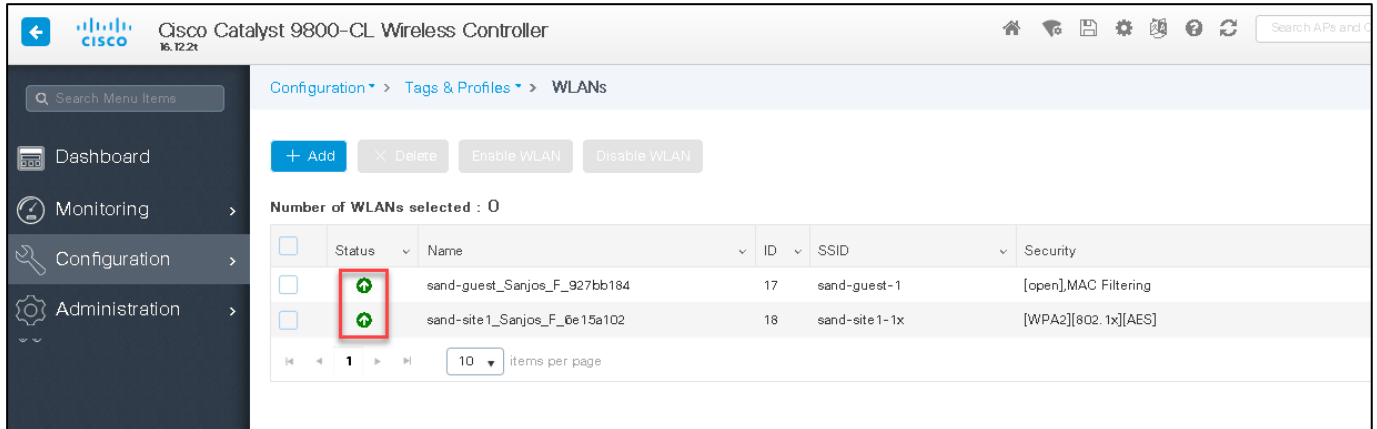 CISCO
Cisco Catalyst 9800-CL Wireless Controller
16.12.2t
Search APs and C
Search Menu Items
Configuration > Tags & Profiles > WLANs
Dashboard
Monitoring
Configuration
Administration
+ Add × Delete Enable WLAN Disable WLAN
Number of WLANs selected : 0
Status Name ID SSID Security
sand-guest_Sanjos_F_927bb184 17 sand-guest-1 [open],MAC Filtering
sand-site1_Sanjos_F_6e15a102 18 sand-site1-1x [WPA2][802.1x][AES]
1 10 items per page